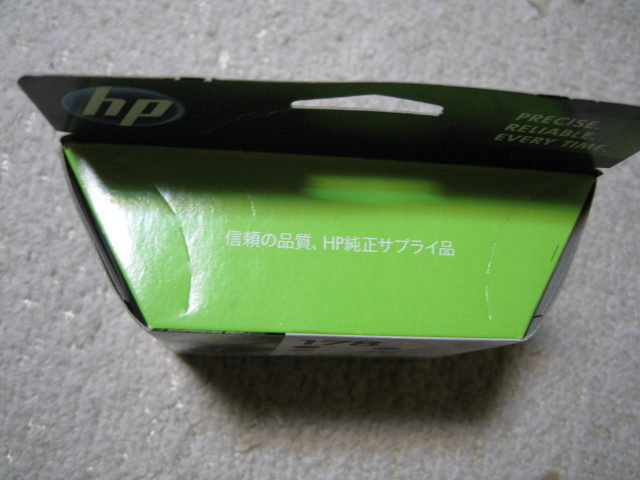 hp
PRECISE.
RELIABLE.
EVERY TIME.
信頼の品質、HP純正サプライ品
178